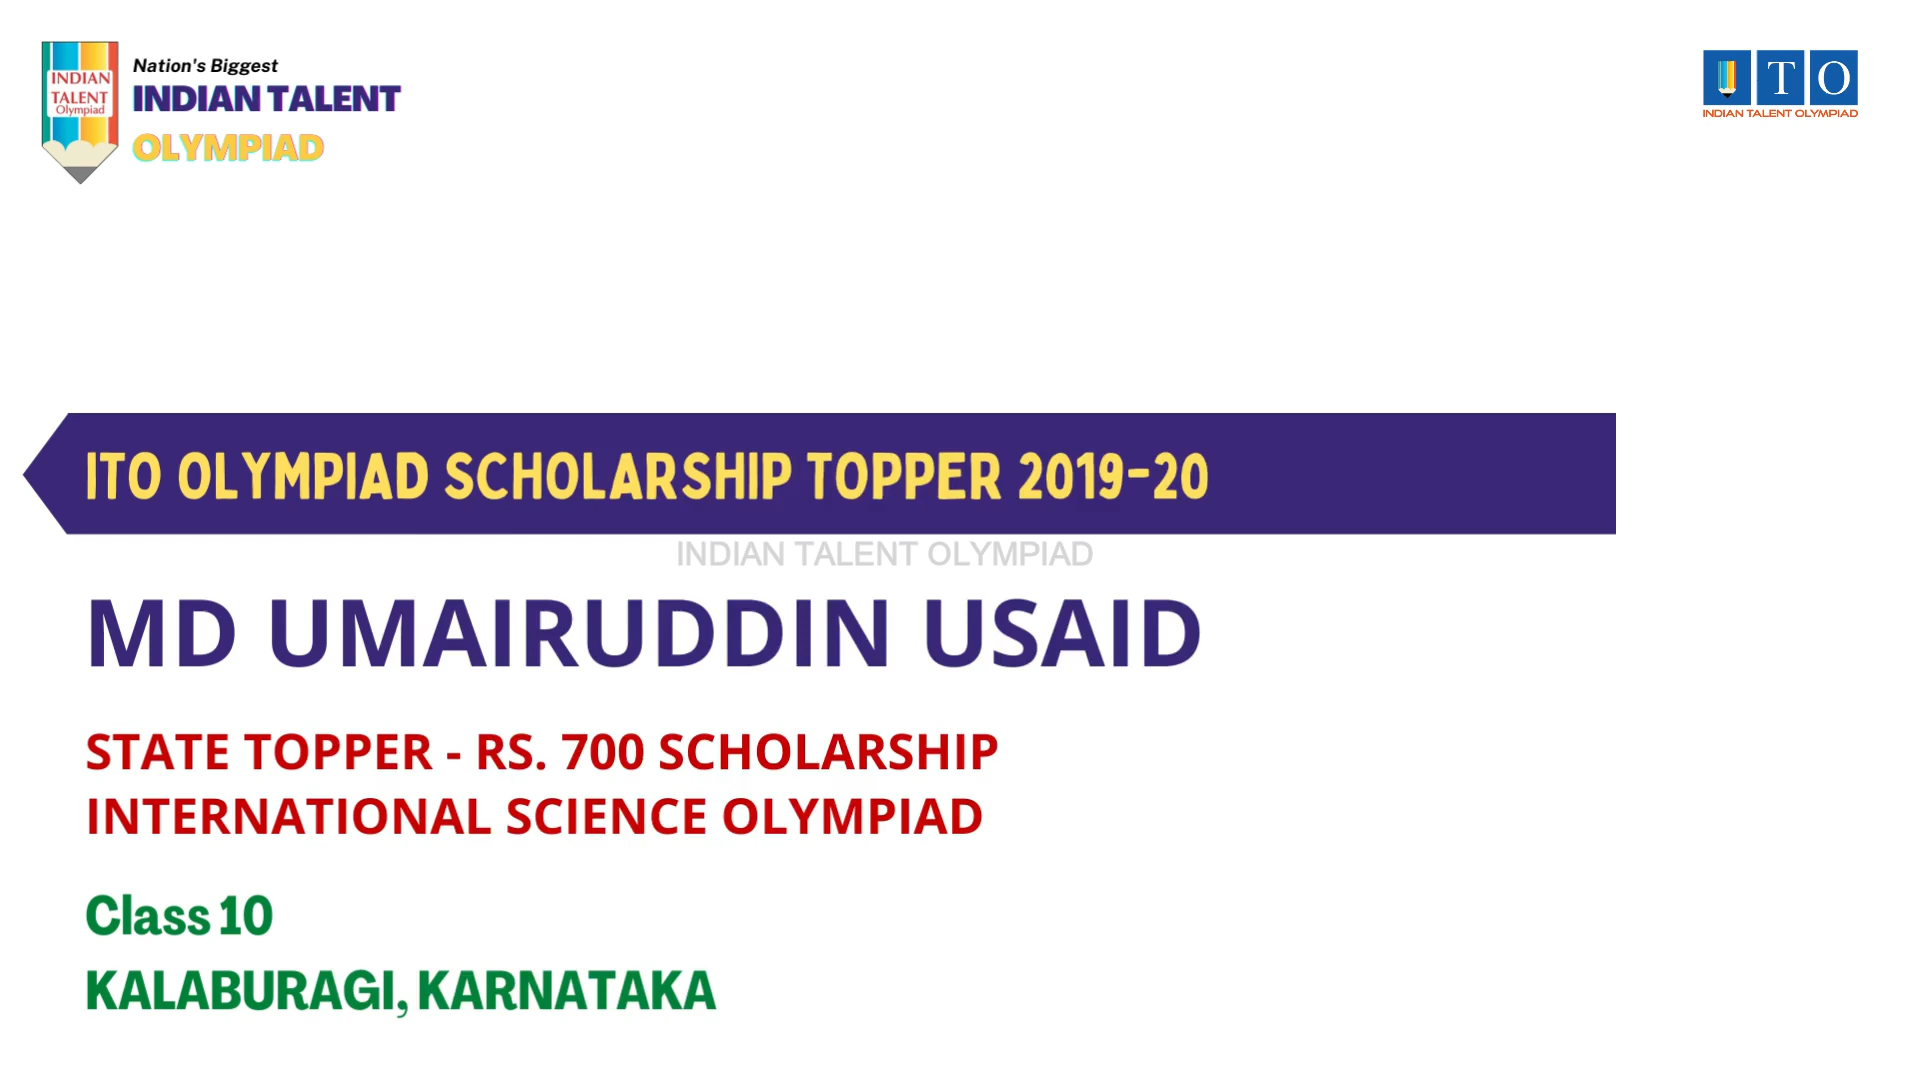 INDIAN
TALENT
Olympiad
Nation's Biggest
INDIAN TALENT
OLYMPIAD
T O
INDIAN TALENT OLYMPIAD
ITO OLYMPIAD SCHOLARSHIP TOPPER 2019-20
INDIAN TALENT OLYMPIAD
MD UMAIRUDDIN USAID
STATE TOPPER - RS. 700 SCHOLARSHIP
INTERNATIONAL SCIENCE OLYMPIAD
Class 10
KALABURAGI, KARNATAKA